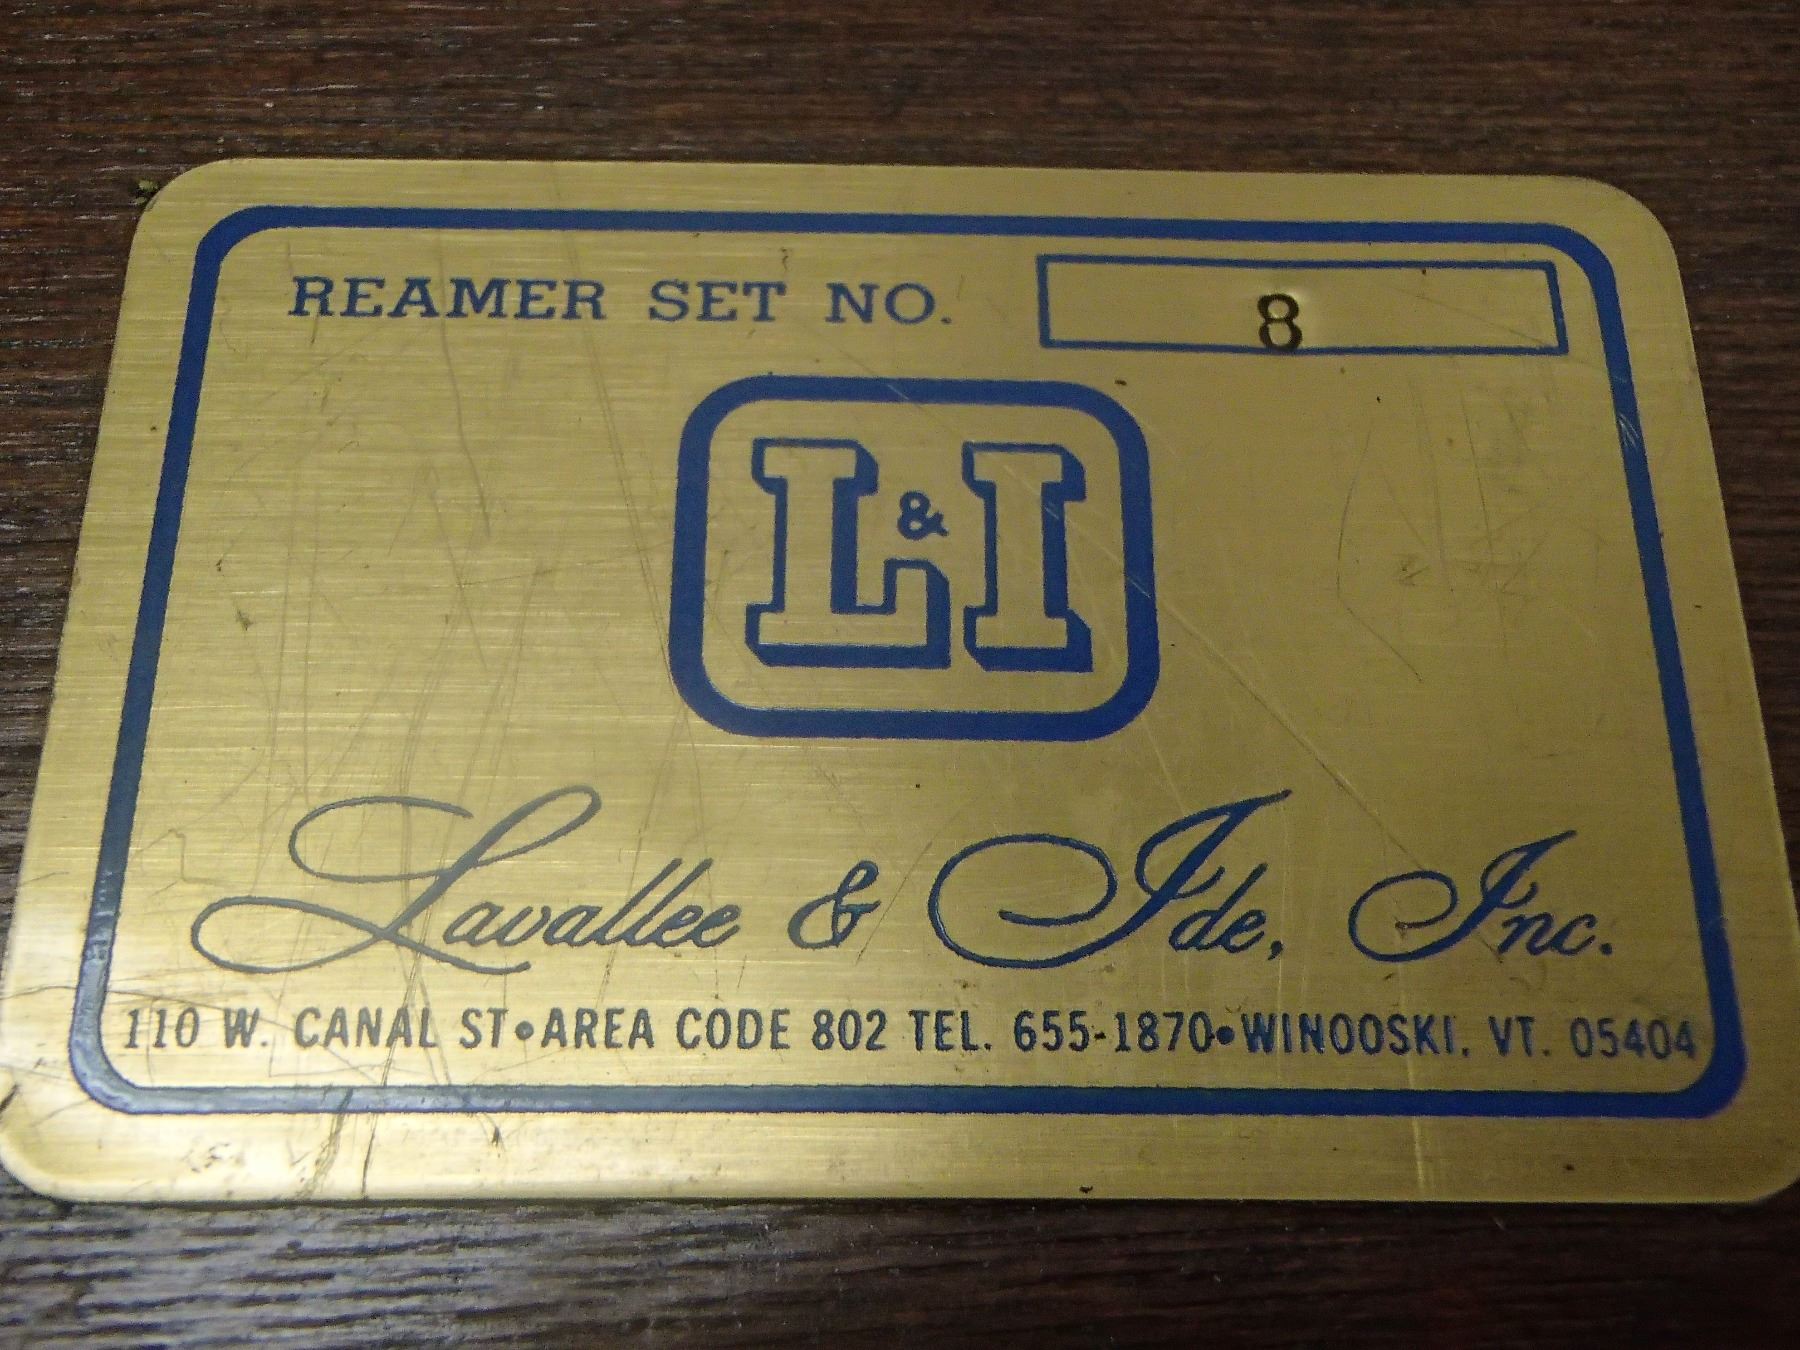 REAMER SET NO. 8
L & I
Lavallee & Ide, Inc.
110 W. CANAL ST•AREA CODE 802 TEL. 655-1870•WINOOSKI, VT. 05404